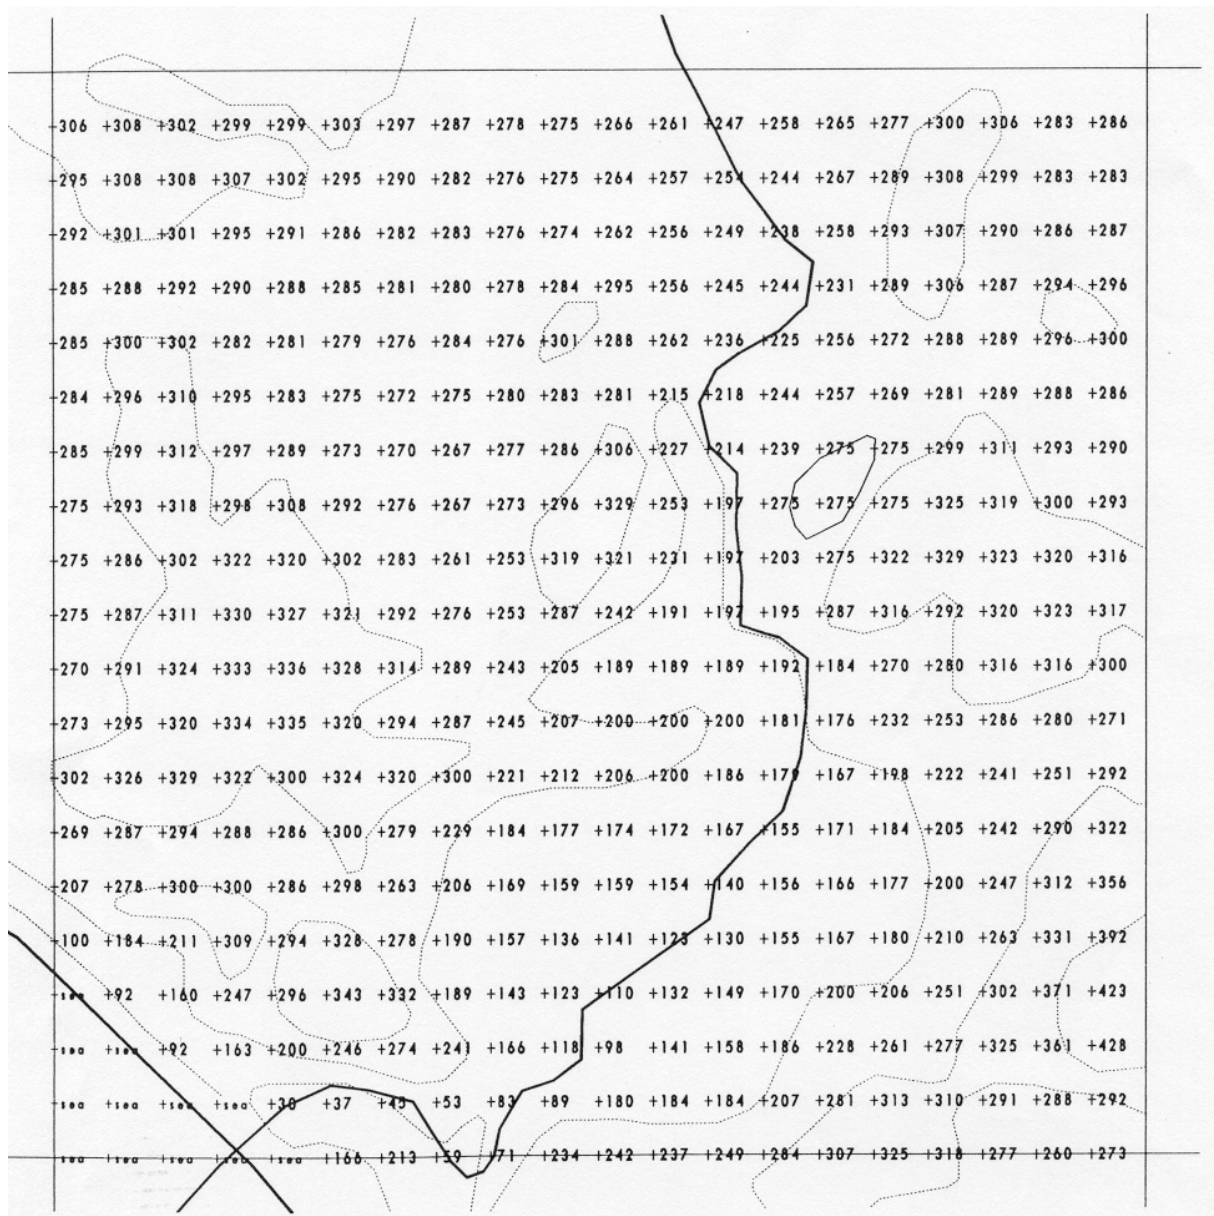 +306 +308 +302 +299 +299 +303 +297 +287 +278 +275 +266 +261 +247 +258 +265 +277 +300 +306 +283 +286
+295 +308 +308 +307 +302 +295 +290 +282 +276 +275 +264 +257 +254 +244 +267 +289 +308 +299 +283 +283
+292 +301 +301 +295 +291 +286 +282 +283 +276 +274 +262 +256 +249 +238 +258 +293 +307 +290 +286 +287
+285 +288 +292 +290 +288 +285 +281 +280 +278 +284 +295 +256 +245 +244 +231 +289 +306 +287 +294 +296
+285 +300 +302 +282 +281 +279 +276 +284 +276 +301 +288 +262 +236 +225 +256 +272 +288 +289 +296 +300
+284 +296 +310 +295 +283 +275 +272 +275 +280 +283 +281 +215 +218 +244 +257 +269 +281 +289 +288 +286
+285 +299 +312 +297 +289 +273 +270 +267 +277 +286 +306 +227 +214 +239 +275 +275 +299 +311 +293 +290
+275 +293 +318 +298 +308 +292 +276 +267 +273 +296 +329 +253 +197 +275 +275 +275 +325 +319 +300 +293
+275 +286 +302 +322 +320 +302 +283 +261 +253 +319 +321 +231 +197 +203 +275 +322 +329 +323 +320 +316
+275 +287 +311 +330 +327 +321 +292 +276 +253 +287 +242 +191 +197 +195 +287 +316 +292 +320 +323 +317
+270 +291 +324 +333 +336 +328 +314 +289 +243 +205 +189 +189 +189 +192 +184 +270 +280 +316 +316 +300
+273 +295 +320 +334 +335 +320 +294 +287 +245 +207 +200 +200 +200 +181 +176 +232 +253 +286 +280 +271
+302 +326 +329 +322 +300 +324 +320 +300 +221 +212 +206 +200 +186 +179 +167 +198 +222 +241 +251 +292
+269 +287 +294 +288 +286 +300 +279 +229 +184 +177 +174 +172 +167 +155 +171 +184 +205 +242 +290 +322
+207 +278 +300 +300 +286 +298 +263 +206 +169 +159 +159 +154 +140 +156 +166 +177 +200 +247 +312 +356
+100 +184 +211 +309 +294 +328 +278 +190 +157 +136 +141 +123 +130 +155 +167 +180 +210 +263 +331 +392
+sea +92 +160 +247 +296 +343 +332 +189 +143 +123 +110 +132 +149 +170 +200 +206 +251 +302 +371 +423
+sea +sea +92 +163 +200 +246 +274 +241 +166 +118 +98 +141 +158 +186 +228 +261 +277 +325 +361 +428
+sea +sea +sea +sea +30 +37 +45 +53 +83 +89 +180 +184 +184 +207 +281 +313 +310 +291 +288 +292
+sea +sea +sea +sea +sea +166 +213 +59 +71 +234 +242 +237 +249 +284 +307 +325 +318 +277 +260 +273